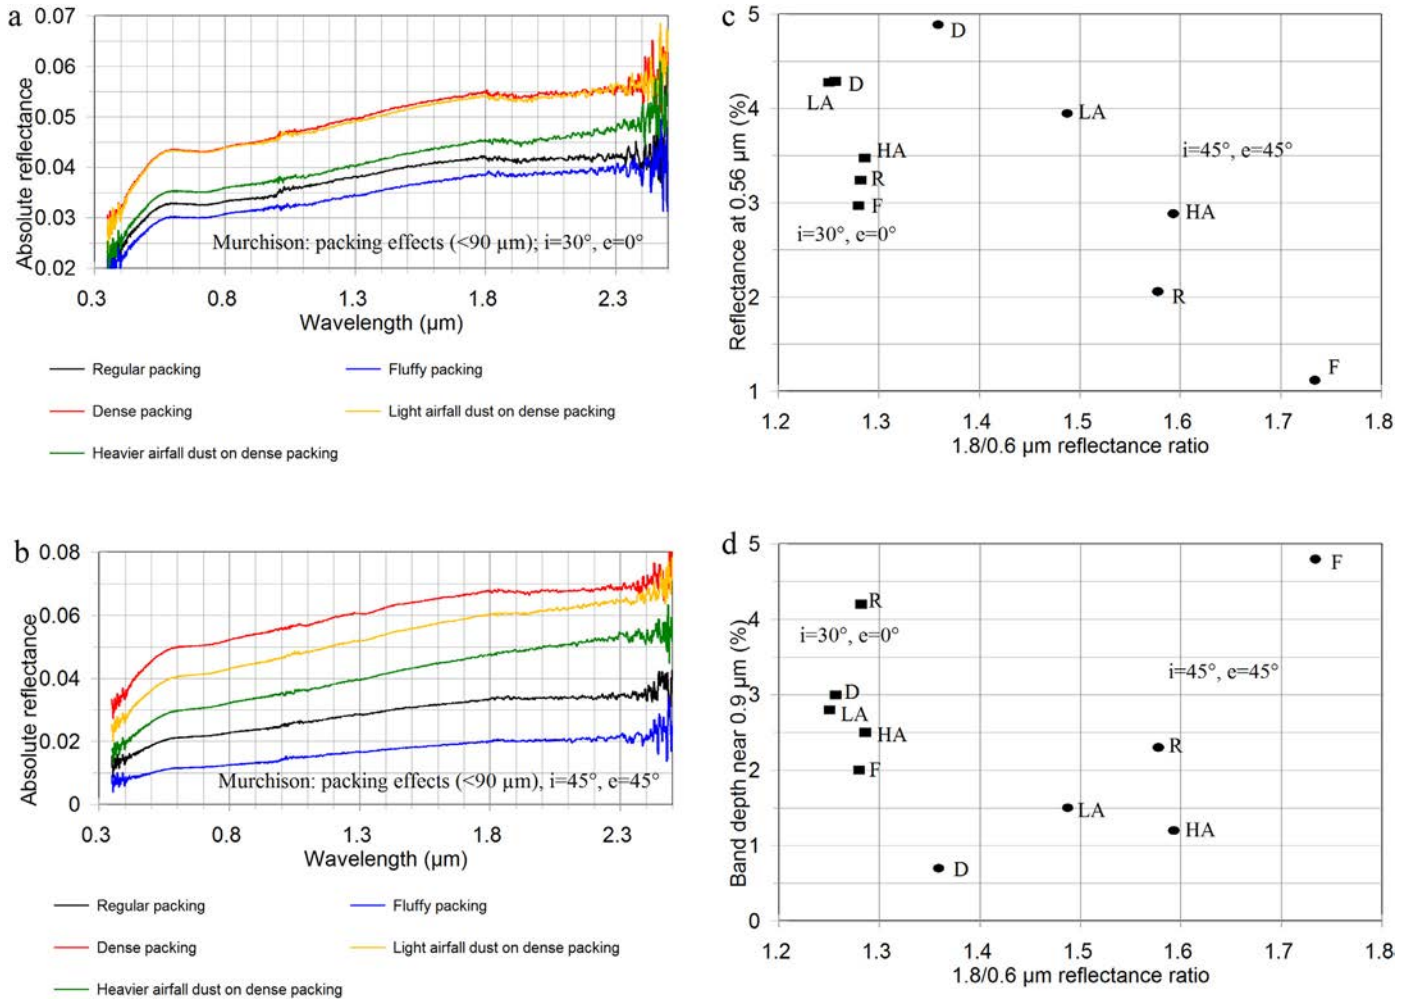 a
0.07
0.06
0.05
0.04
0.03
0.02
Absolute reflectance
Murchison: packing effects (<90 µm); i=30°, e=0°
0.3 0.8 1.3 1.8 2.3
Wavelength (µm)
Regular packing Fluffy packing
Dense packing Light airfall dust on dense packing
Heavier airfall dust on dense packing
b
0.08
0.06
0.04
0.02
0
Absolute reflectance
Murchison: packing effects (<90 µm), i=45°, e=45°
0.3 0.8 1.3 1.8 2.3
Wavelength (µm)
Regular packing Fluffy packing
Dense packing Light airfall dust on dense packing
Heavier airfall dust on dense packing
c
5
4
3
2
1
Reflectance at 0.56 µm (%)
D
D
LA
LA
HA
i=45°, e=45°
R
F
HA
i=30°, e=0°
R
F
1.2 1.3 1.4 1.5 1.6 1.7 1.8
1.8/0.6 µm reflectance ratio
d
5
4
3
2
1
0
Band depth near 0.9 µm (%)
F
R
i=30°, e=0°
i=45°, e=45°
D
LA
HA
R
F
LA
HA
D
1.2 1.3 1.4 1.5 1.6 1.7 1.8
1.8/0.6 µm reflectance ratio